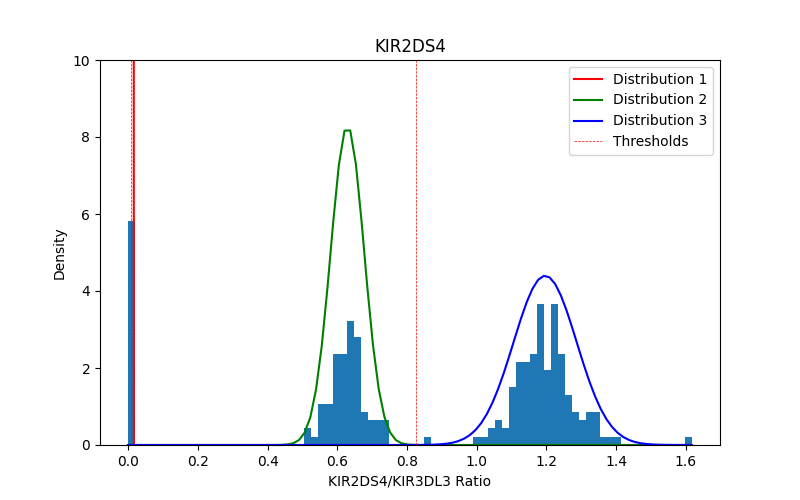 KIR2DS4
Distribution 1
Distribution 2
Distribution 3
Thresholds
Density
10
8
6
4
2
0
0.0 0.2 0.4 0.6 0.8 1.0 1.2 1.4 1.6
KIR2DS4/KIR3DL3 Ratio